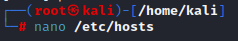 ┌──(root㉿kali)-[/home/kali]
└─# nano /etc/hosts